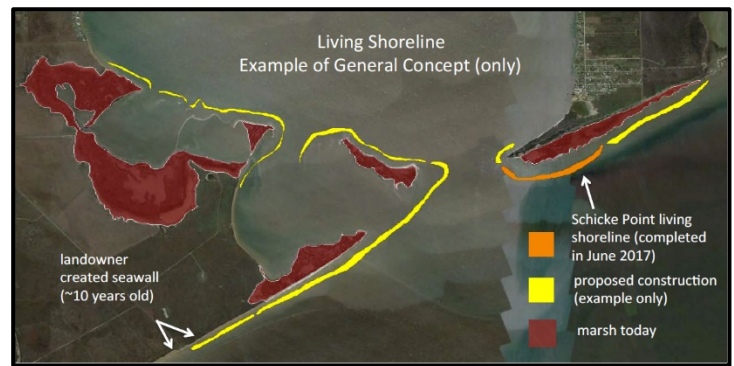 Living Shoreline
Example of General Concept (only)
landowner
created seawall
(~10 years old)
Schicke Point living
shoreline (completed
in June 2017)
proposed construction
(example only)
marsh today